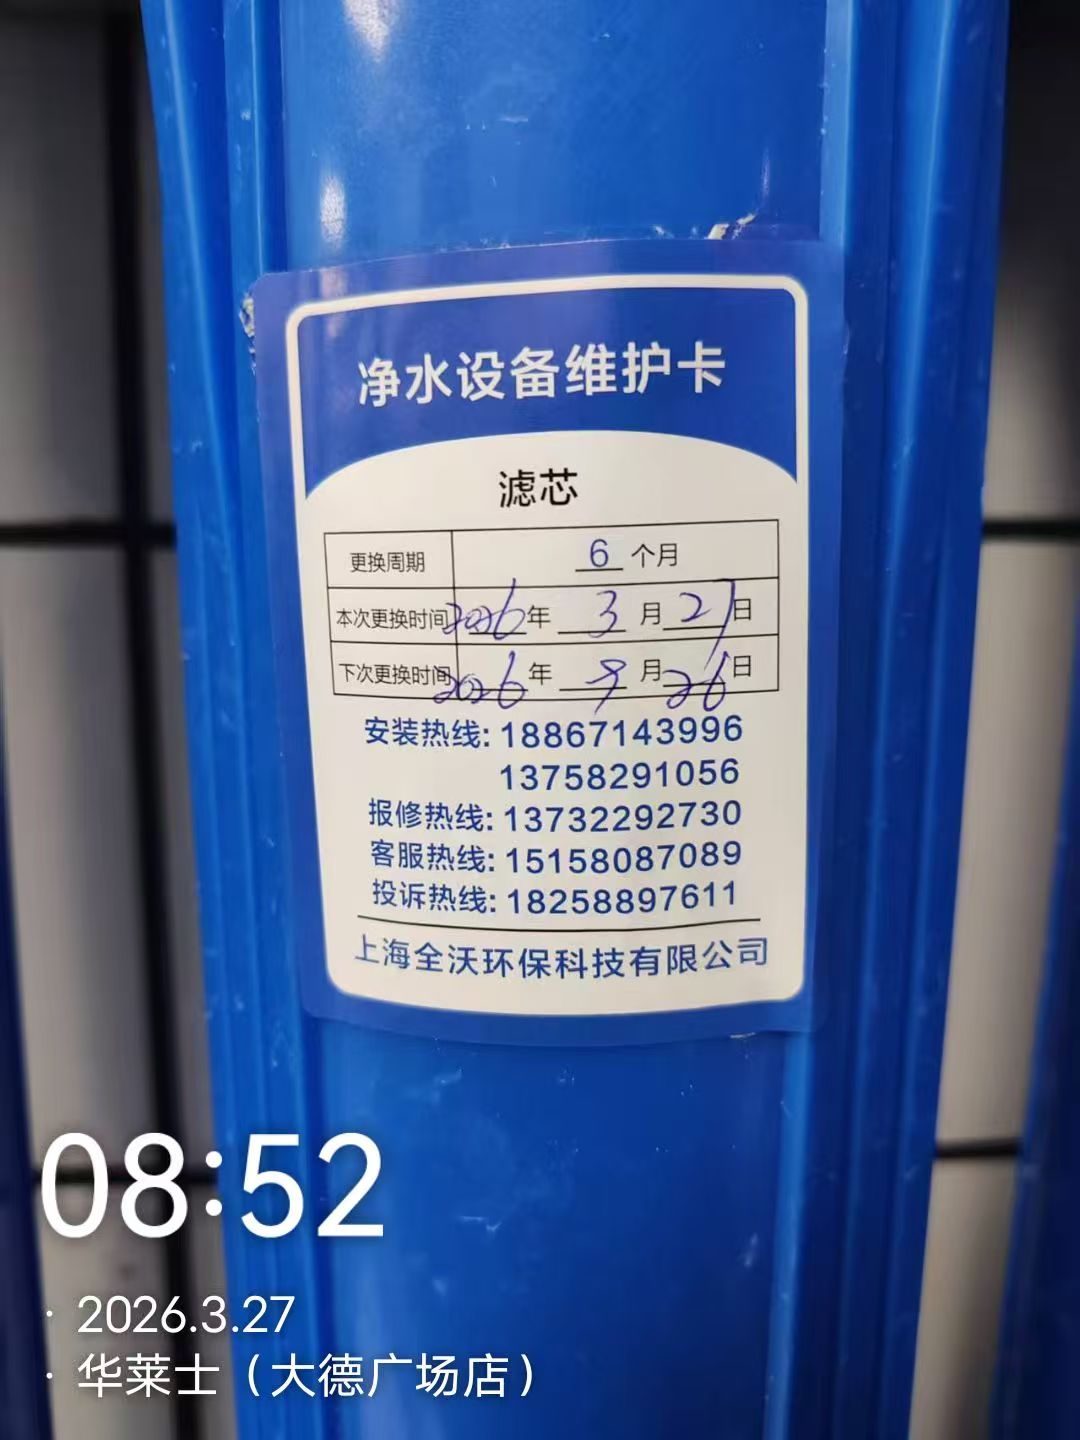 净水设备维护卡
滤芯
更换周期 6 个月
本次更换时间 2026 年 3 月 27 日
下次更换时间 2026 年 9 月 26 日
安装热线: 18867143996
13758291056
报修热线: 13732292730
客服热线: 15158087089
投诉热线: 18258897611
上海全沃环保科技有限公司
08:52
· 2026.3.27
· 华莱士（大德广场店）